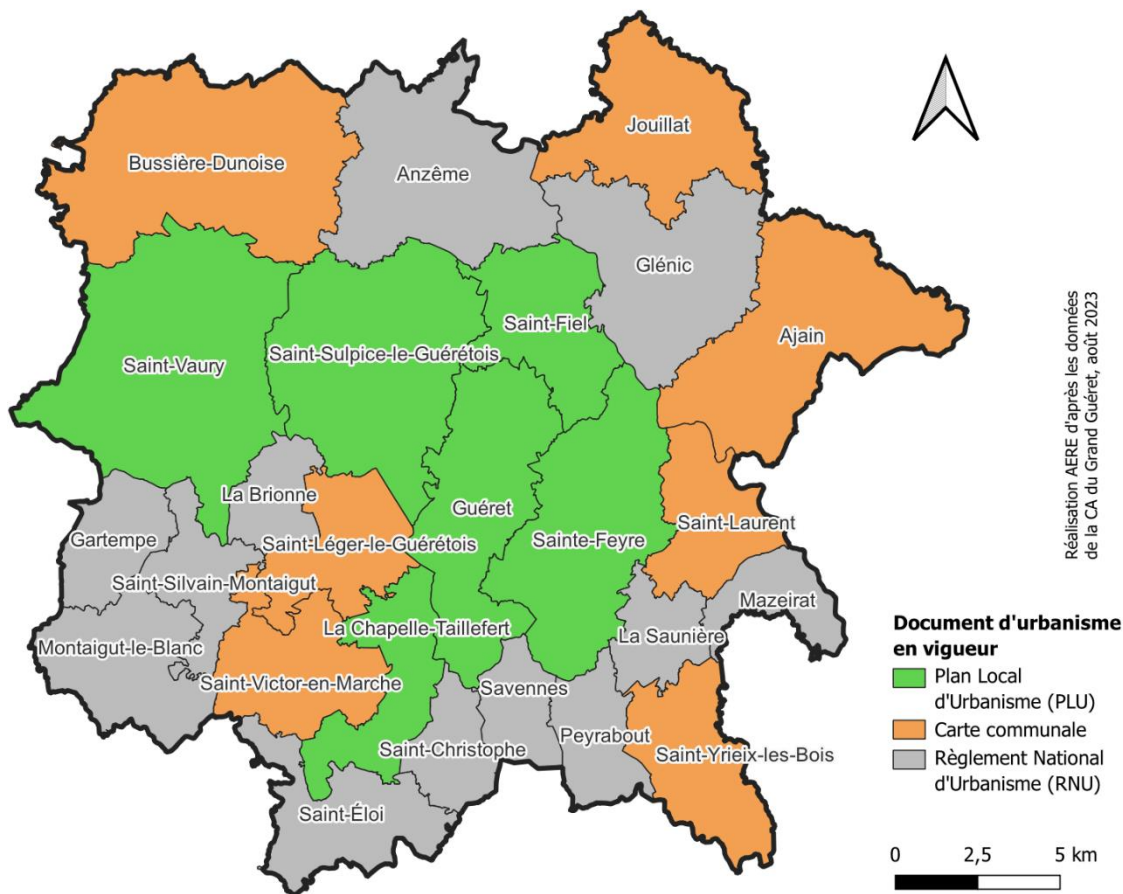 Jouillat
Bussière-Dunoise
Anzême
Glénic
Saint-Fiel
Ajain
Saint-Sulpice-le-Guérétois
Saint-Vaury
La Brionne
Guéret
Saint-Laurent
Gartempe
Saint-Léger-le-Guérétois
Sainte-Feyre
Saint-Silvain-Montaigut
Mazeirat
La Chapelle-Taillefert
La Saunière
Montaigut-le-Blanc
Saint-Victor-en-Marche
Savennes
Peyrabout
Saint-Christophe
Saint-Yrieix-les-Bois
Saint-Éloi
Réalisation AERE d'après les données
de la CA du Grand Guéret, août 2023
Document d'urbanisme
en vigueur
Plan Local
d'Urbanisme (PLU)
Carte communale
Règlement National
d'Urbanisme (RNU)
0 2,5 5 km